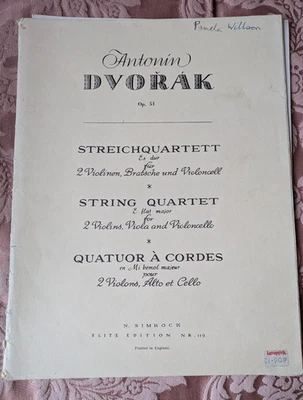 Pamela Willson
Antonín
DVOŘÁK
Op. 51
STREICHQUARTETT
Es dur
für
2 Violinen, Bratsche und Violoncell
*
STRING QUARTET
E flat major
for
2 Violins, Viola and Violoncello
*
QUATUOR À CORDES
en Mi bémol majeur
pour
2 Violons, Alto et Cello
N. SIMROCK
ELITE EDITION NR.
Printed in England